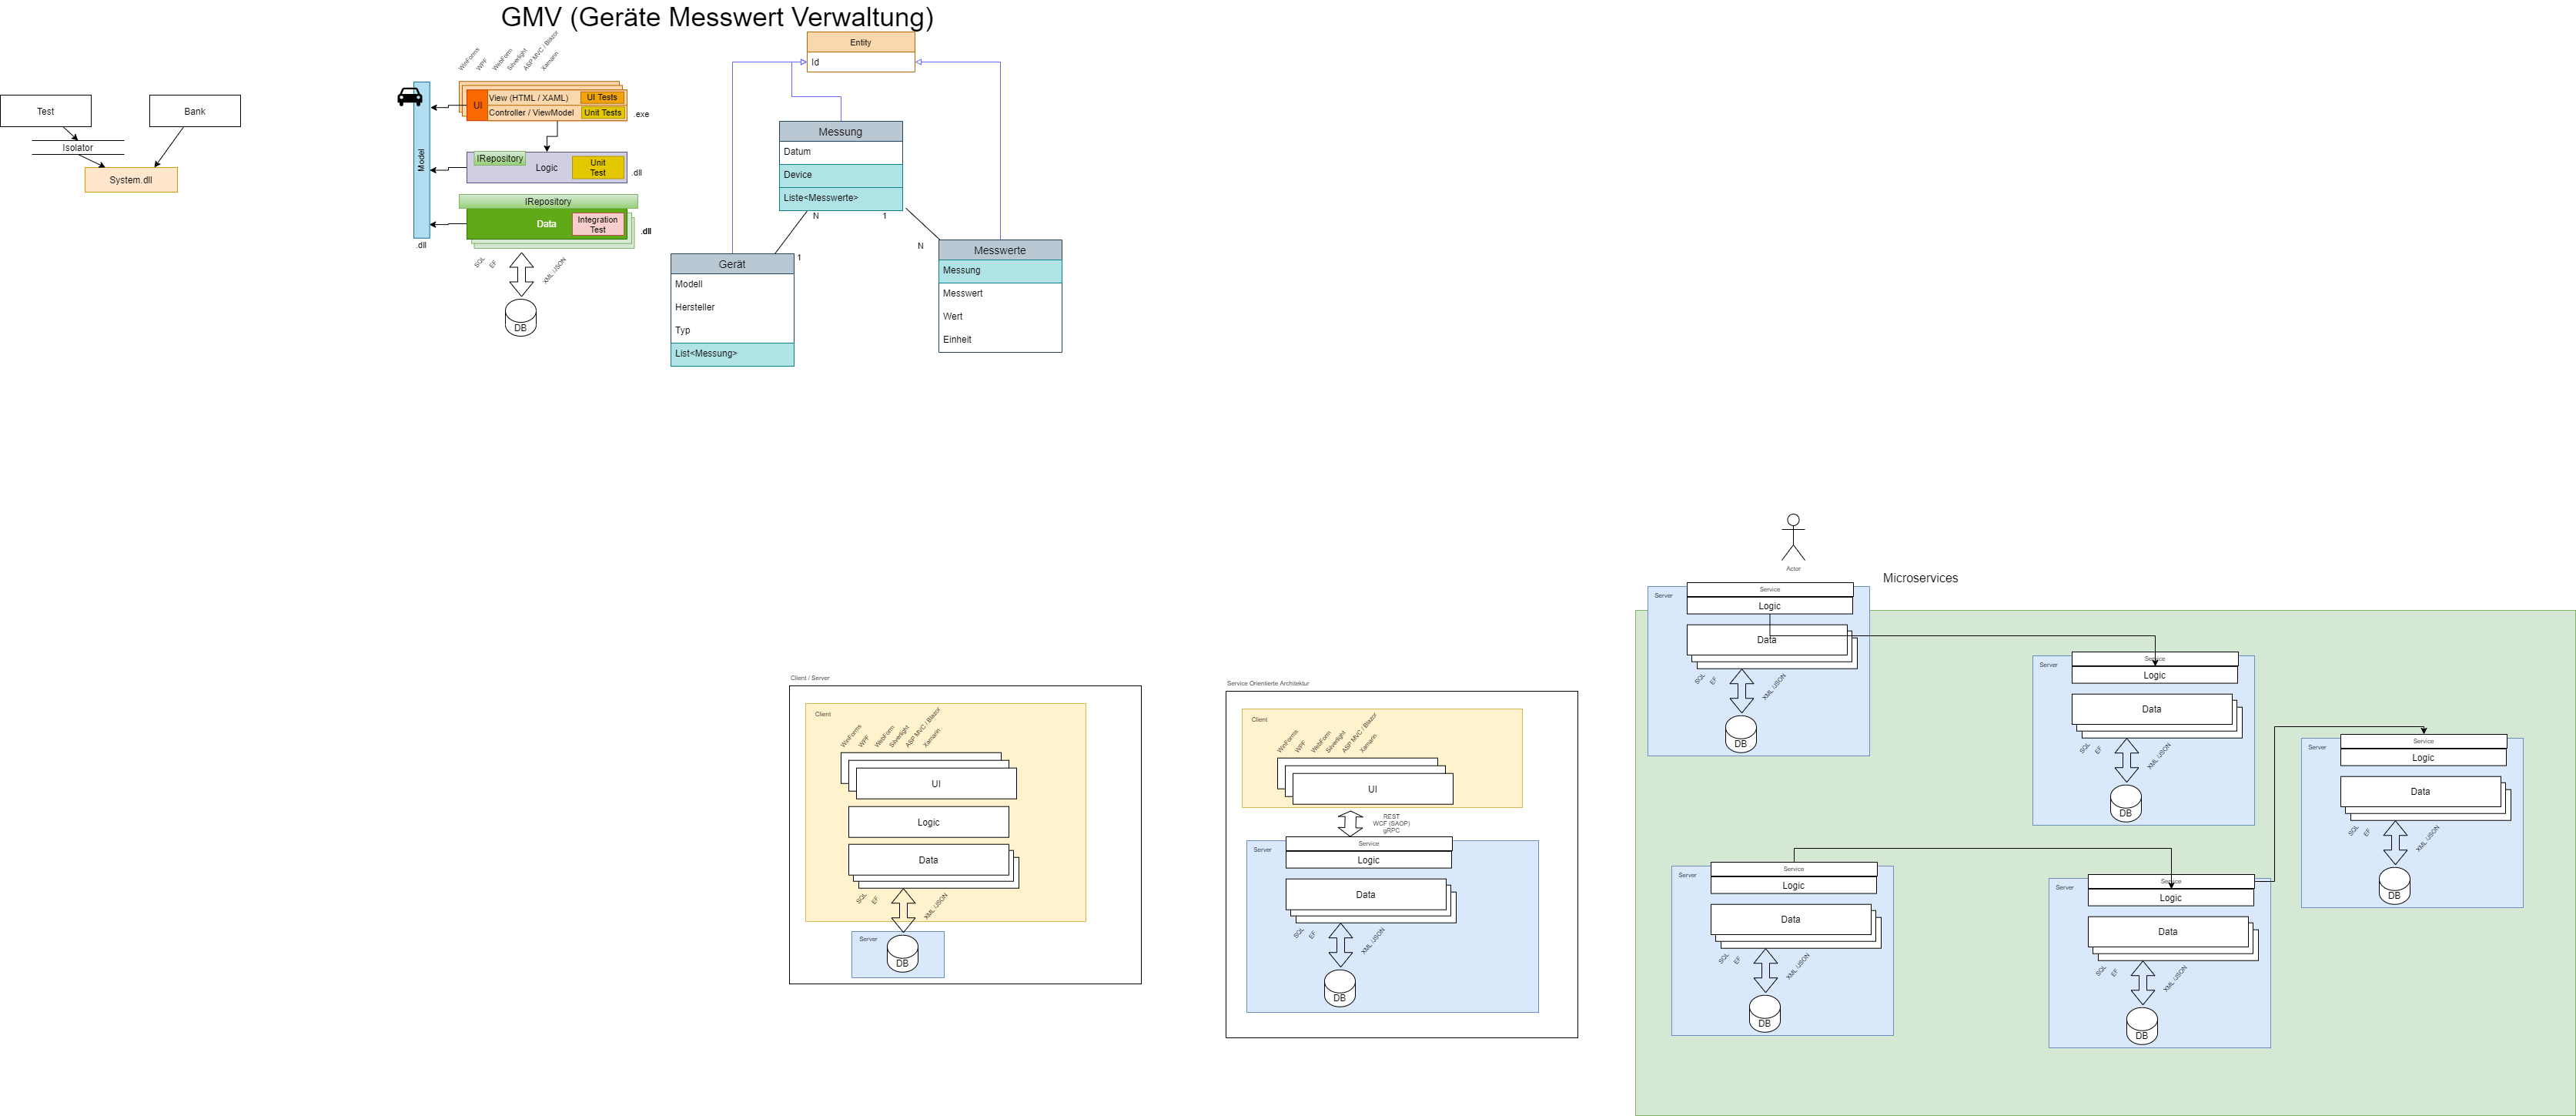 GMV (Geräte Messwert Verwaltung)
Test
Bank
Isolator
System.dll
WinForms
WPF
WebForm
Silverlight
ASP MVC / Blazor
Xamarin
Model
.dll
UI
View (HTML / XAML)
UI Tests
Controller / ViewModel
Unit Tests
.exe
IRepository
Logic
Unit
Test
.dll
IRepository
Data
Integration
Test
.dll
SQL
EF
XML /JSON
DB
Entity
Id
Messung
Datum
Device
Liste<Messwerte>
N
1
N
1
Gerät
Modell
Hersteller
Typ
List<Messung>
Messwerte
Messung
Messwert
Wert
Einheit
Client / Server
Client
WinForms
WPF
WebForm
Silverlight
ASP MVC / Blazor
Xamarin
UI
Logic
Data
SQL
EF
XML /JSON
Server
DB
Service Orientierte Architektur
Client
WinForms
WPF
WebForm
Silverlight
ASP MVC / Blazor
Xamarin
UI
REST
WCF (SAOP)
gRPC
Server
Service
Logic
Data
SQL
EF
XML /JSON
DB
Actor
Microservices
Server
Service
Logic
Data
SQL
EF
XML /JSON
DB
Server
Service
Logic
Data
SQL
EF
XML /JSON
DB
Server
Service
Logic
Data
SQL
EF
XML /JSON
DB
Server
Service
Logic
Data
SQL
EF
XML /JSON
DB
Server
Service
Logic
Data
SQL
EF
XML /JSON
DB